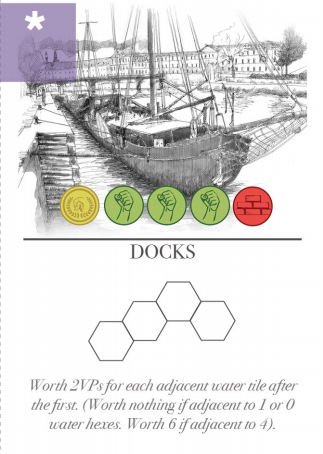 *
DOCKS
Worth 2VPs for each adjacent water tile after
the first. (Worth nothing if adjacent to 1 or 0
water hexes. Worth 6 if adjacent to 4).